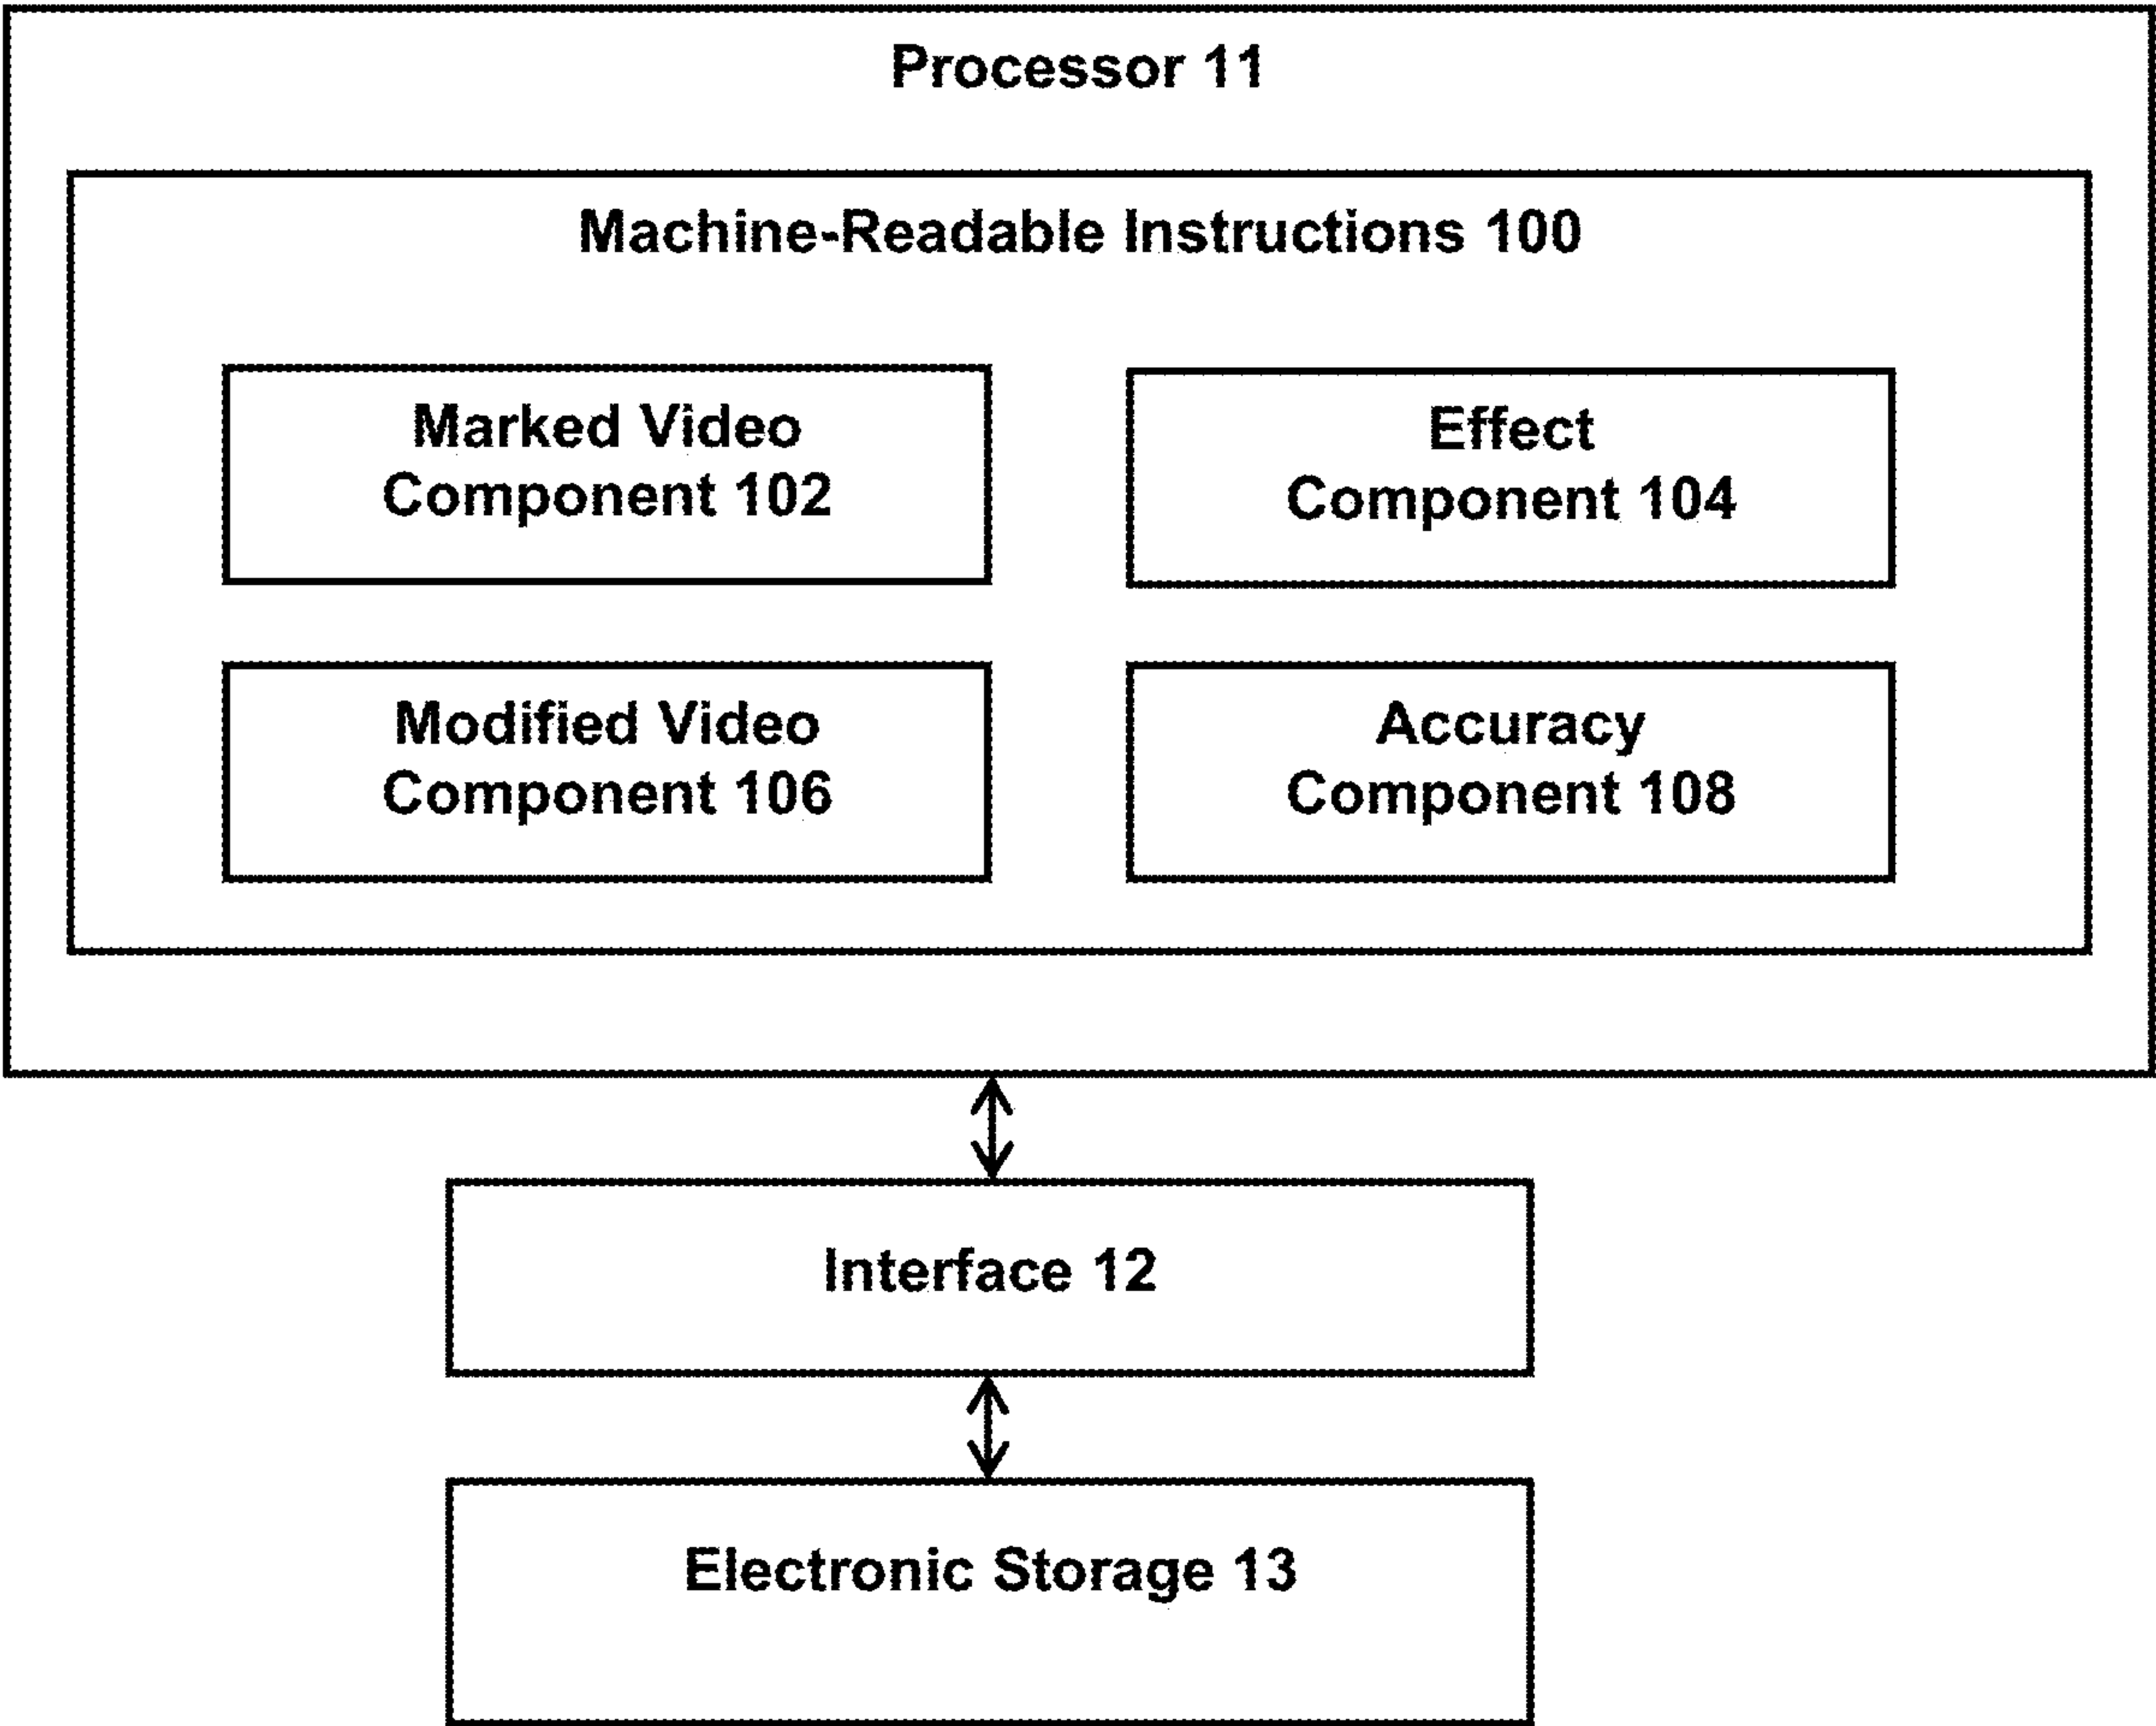 Processor 11
Machine-Readable Instructions 100
Marked Video
Component 102
Effect
Component 104
Modified Video
Component 106
Accuracy
Component 108
Interface 12
Electronic Storage 13